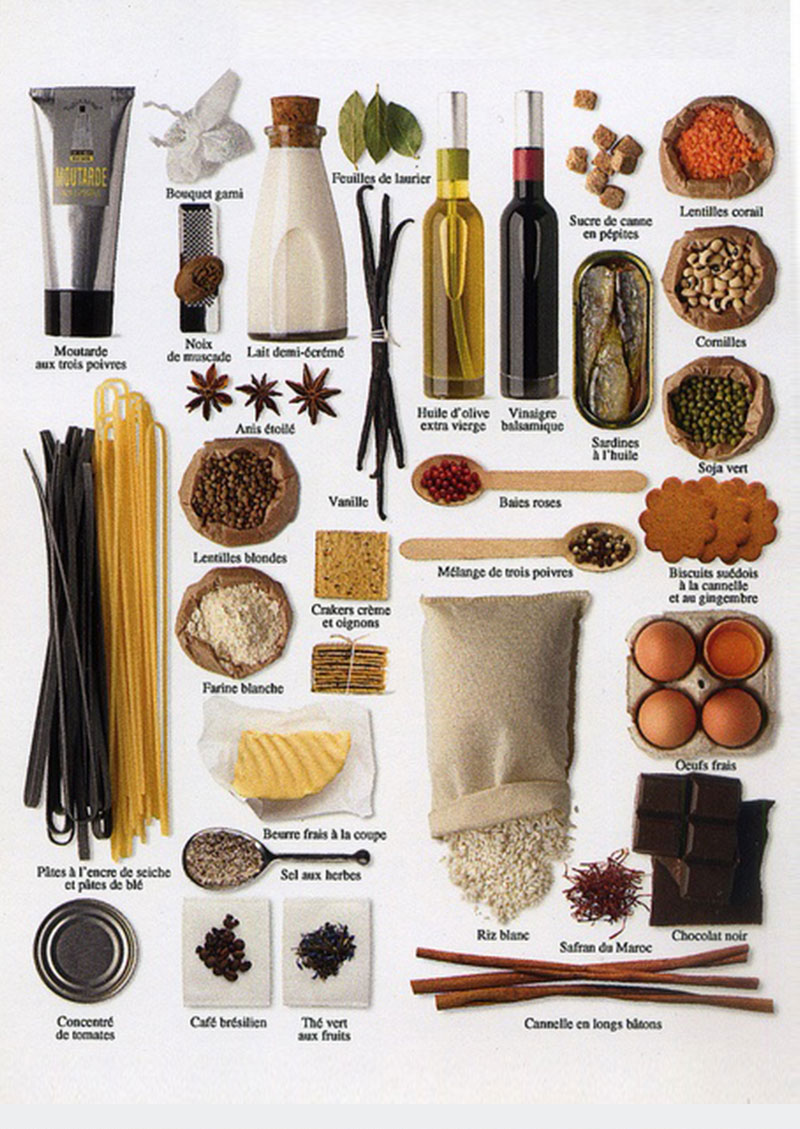 MOUTARDE
Bouquet garni
Feuilles de laurier
Sucre de canne
en pépites
Lentilles corail
Moutarde
aux trois poivres
Noix
de muscade
Lait demi-écrémé
Cornilles
Anis étoilé
Huile d'olive
extra vierge
Vinaigre
balsamique
Sardines
à l'huile
Soja vert
Vanille
Baies roses
Lentilles blondes
Mélange de trois poivres
Biscuits suédois
à la cannelle
et au gingembre
Crakers crème
et oignons
Farine blanche
Oeufs frais
Beurre frais à la coupe
Pâtes à l'encre de seiche
et pâtes de blé
Sel aux herbes
Riz blanc
Safran du Maroc
Chocolat noir
Concentré
de tomates
Café brésilien
Thé vert
aux fruits
Cannelle en longs bâtons